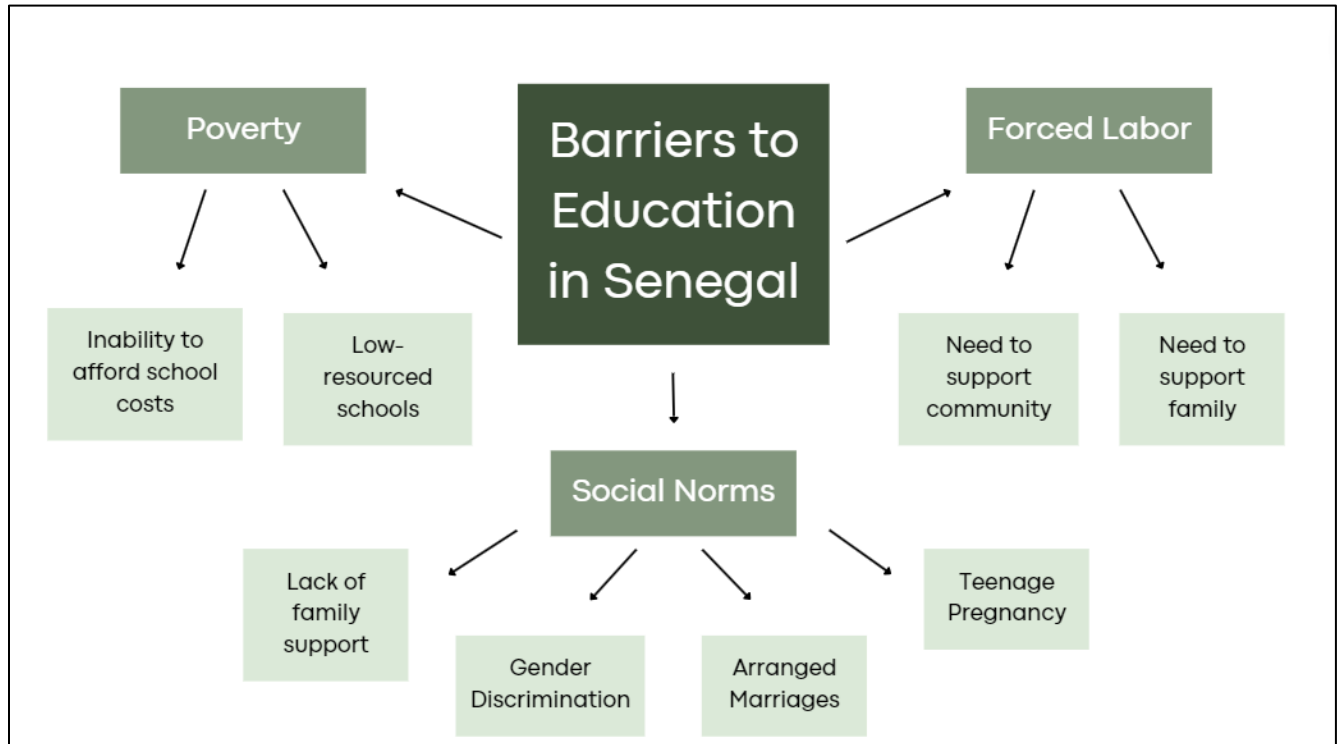 Barriers to
Education
in Senegal
Poverty
Inability to
afford school
costs
Low-
resourced
schools
Forced Labor
Need to
support
community
Need to
support
family
Social Norms
Lack of
family
support
Gender
Discrimination
Arranged
Marriages
Teenage
Pregnancy